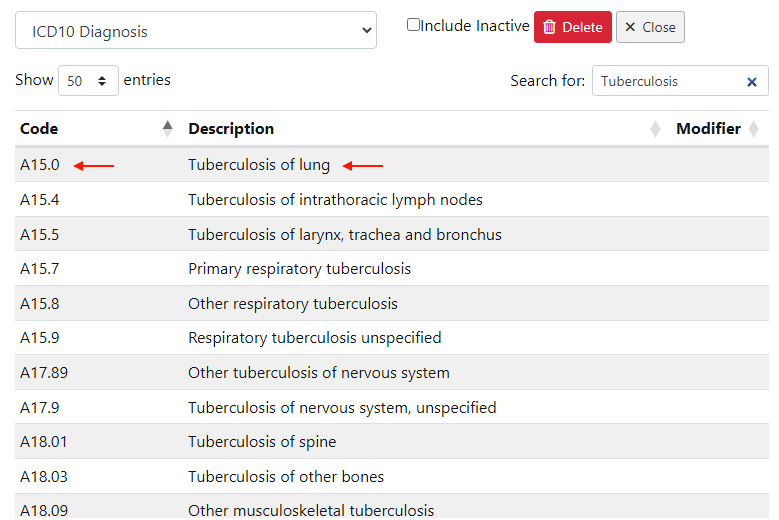 ICD10 Diagnosis
Include Inactive Delete Close
Show 50 entries Search for: Tuberculosis
Code Description Modifier
A15.0 Tuberculosis of lung
A15.4 Tuberculosis of intrathoracic lymph nodes
A15.5 Tuberculosis of larynx, trachea and bronchus
A15.7 Primary respiratory tuberculosis
A15.8 Other respiratory tuberculosis
A15.9 Respiratory tuberculosis unspecified
A17.89 Other tuberculosis of nervous system
A17.9 Tuberculosis of nervous system, unspecified
A18.01 Tuberculosis of spine
A18.03 Tuberculosis of other bones
A18.09 Other musculoskeletal tuberculosis